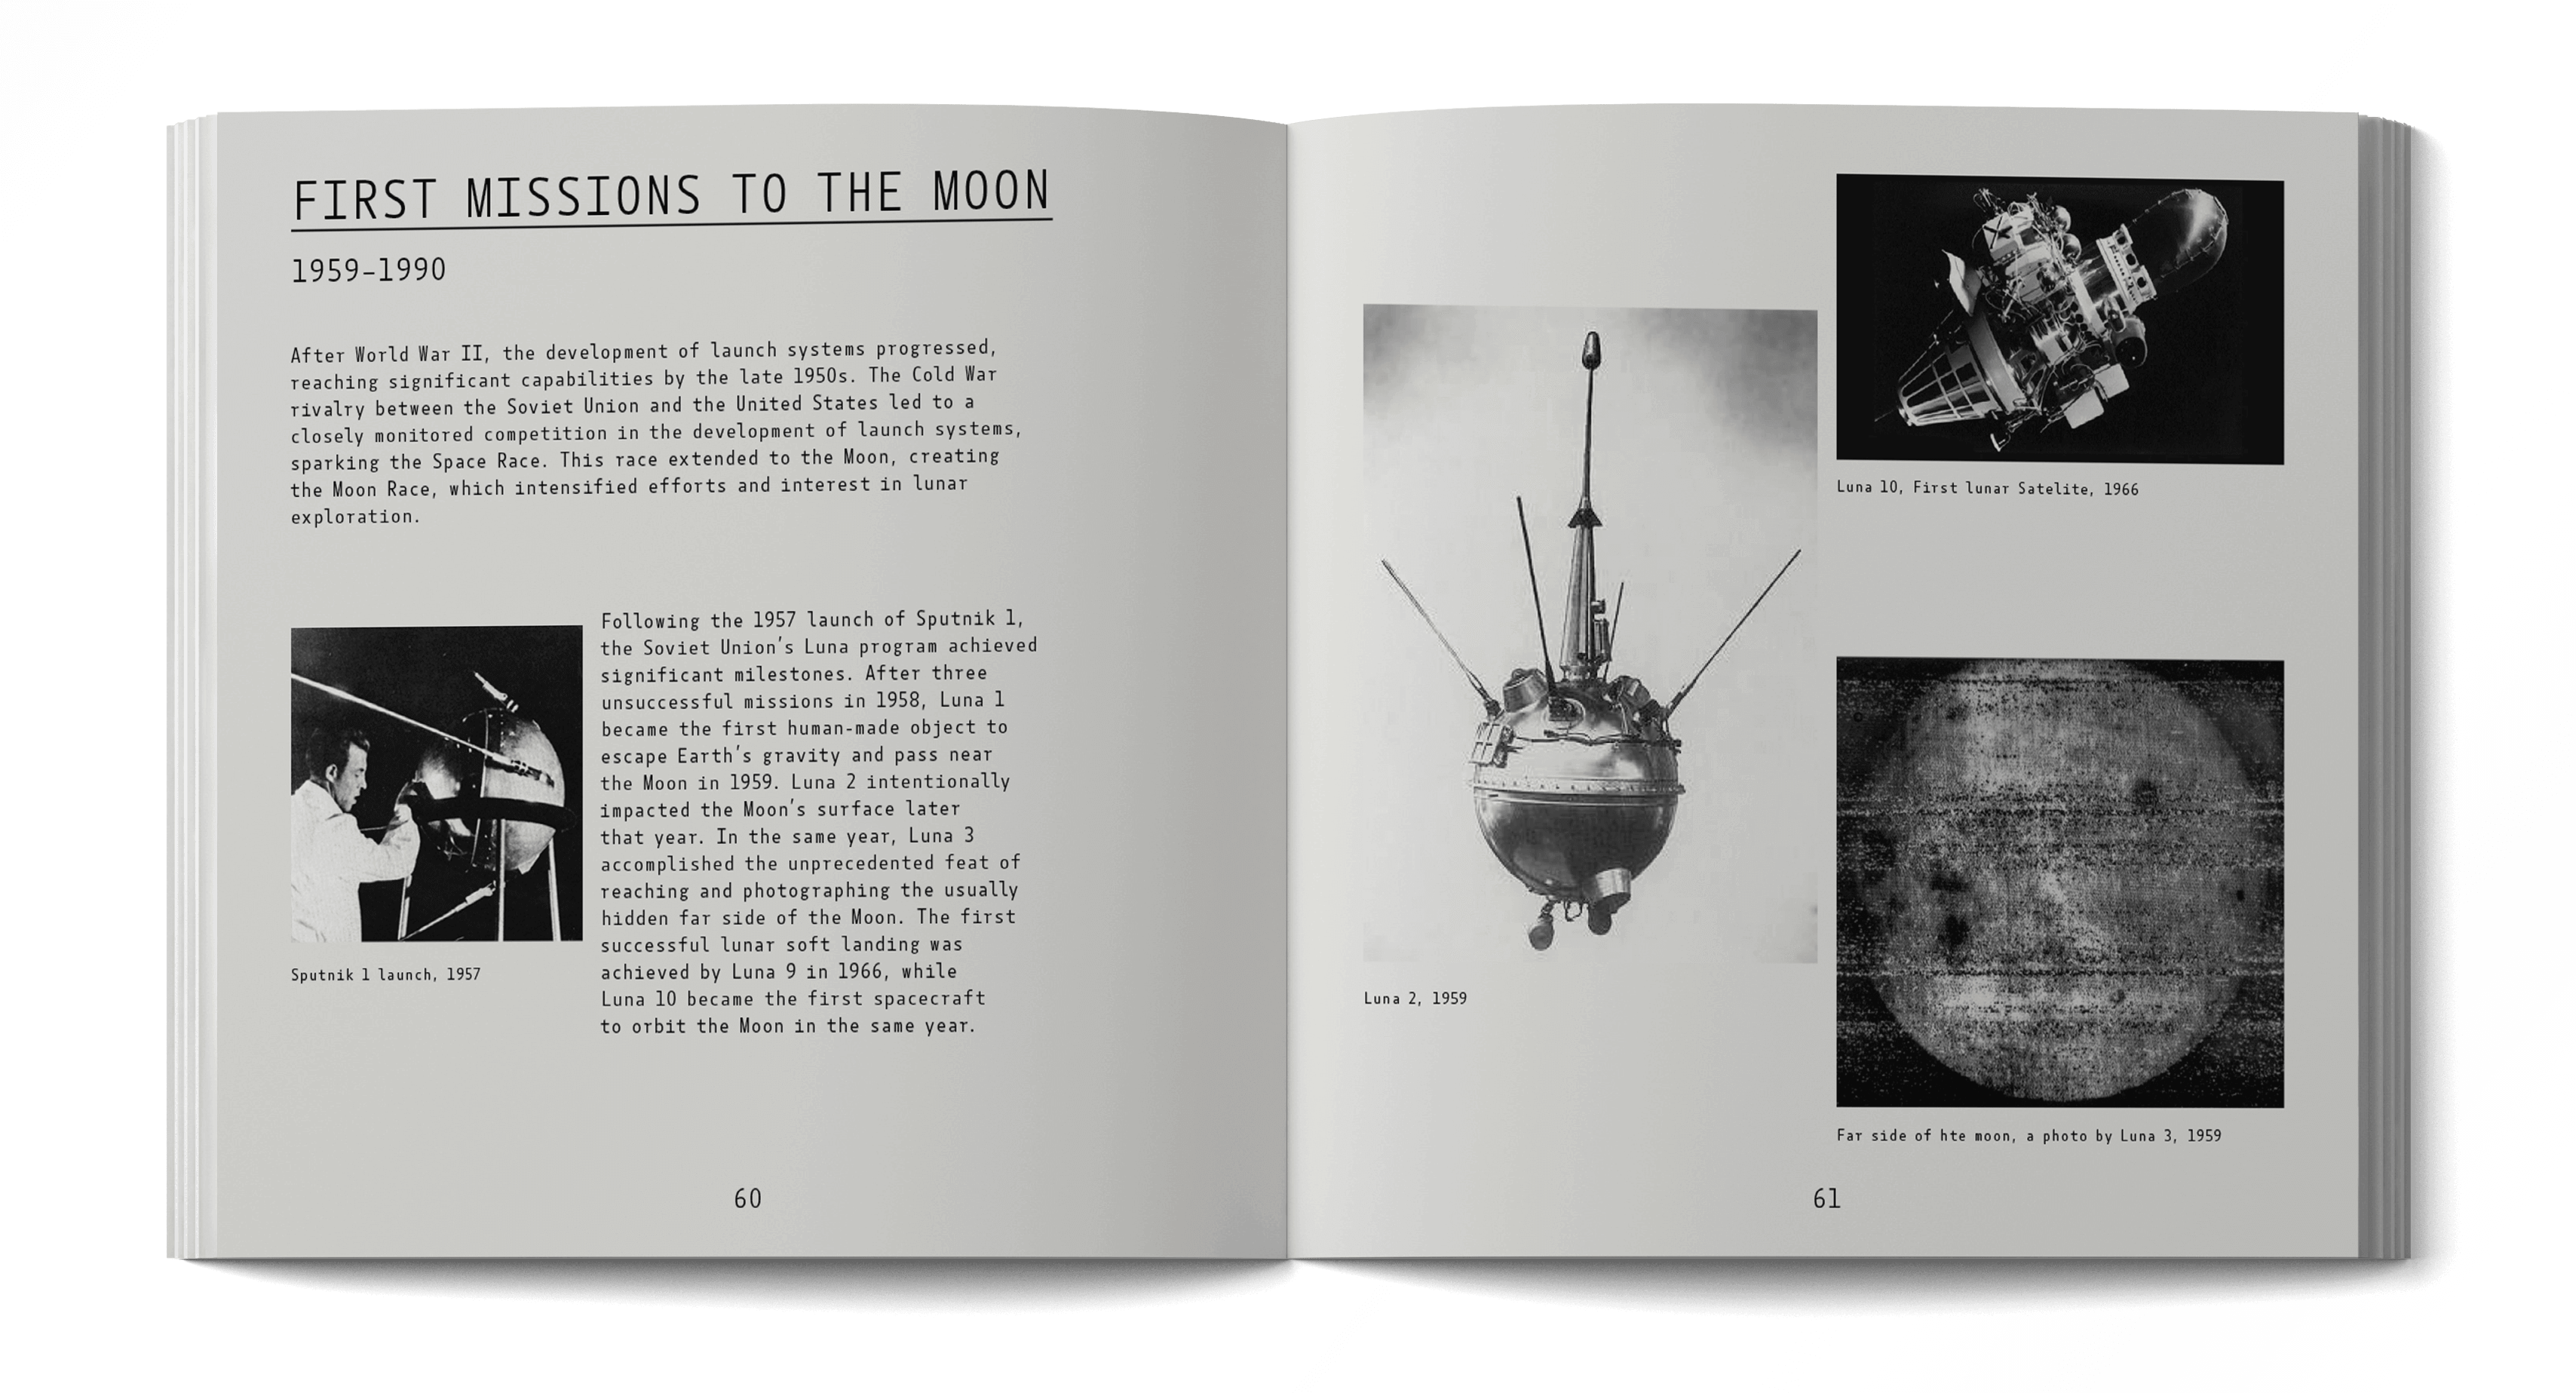 FIRST MISSIONS TO THE MOON
1959–1990
After World War II, the development of launch systems progressed,
reaching significant capabilities by the late 1950s. The Cold War
rivalry between the Soviet Union and the United States led to a
closely monitored competition in the development of launch systems,
sparking the Space Race. This race extended to the Moon, creating
the Moon Race, which intensified efforts and interest in lunar
exploration.
Following the 1957 launch of Sputnik 1,
the Soviet Union's Luna program achieved
significant milestones. After three
unsuccessful missions in 1958, Luna 1
became the first human-made object to
escape Earth's gravity and pass near
the Moon in 1959. Luna 2 intentionally
impacted the Moon's surface later
that year. In the same year, Luna 3
accomplished the unprecedented feat of
reaching and photographing the usually
hidden far side of the Moon. The first
successful lunar soft landing was
achieved by Luna 9 in 1966, while
Luna 10 became the first spacecraft
to orbit the Moon in the same year.
Sputnik 1 launch, 1957
60
Luna 10, First lunar Satelite, 1966
Luna 2, 1959
Far side of hte moon, a photo by Luna 3, 1959
61